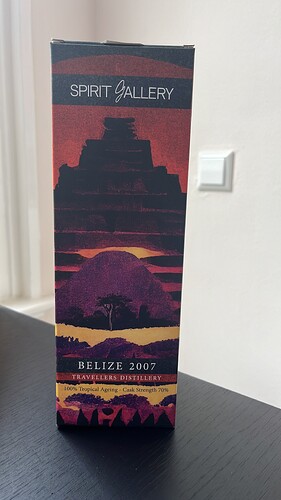 SPIRIT GALLERY
BELIZE 2007
TRAVELLERS DISTILLERY
100% Tropical Ageing - Cask Strength 70%